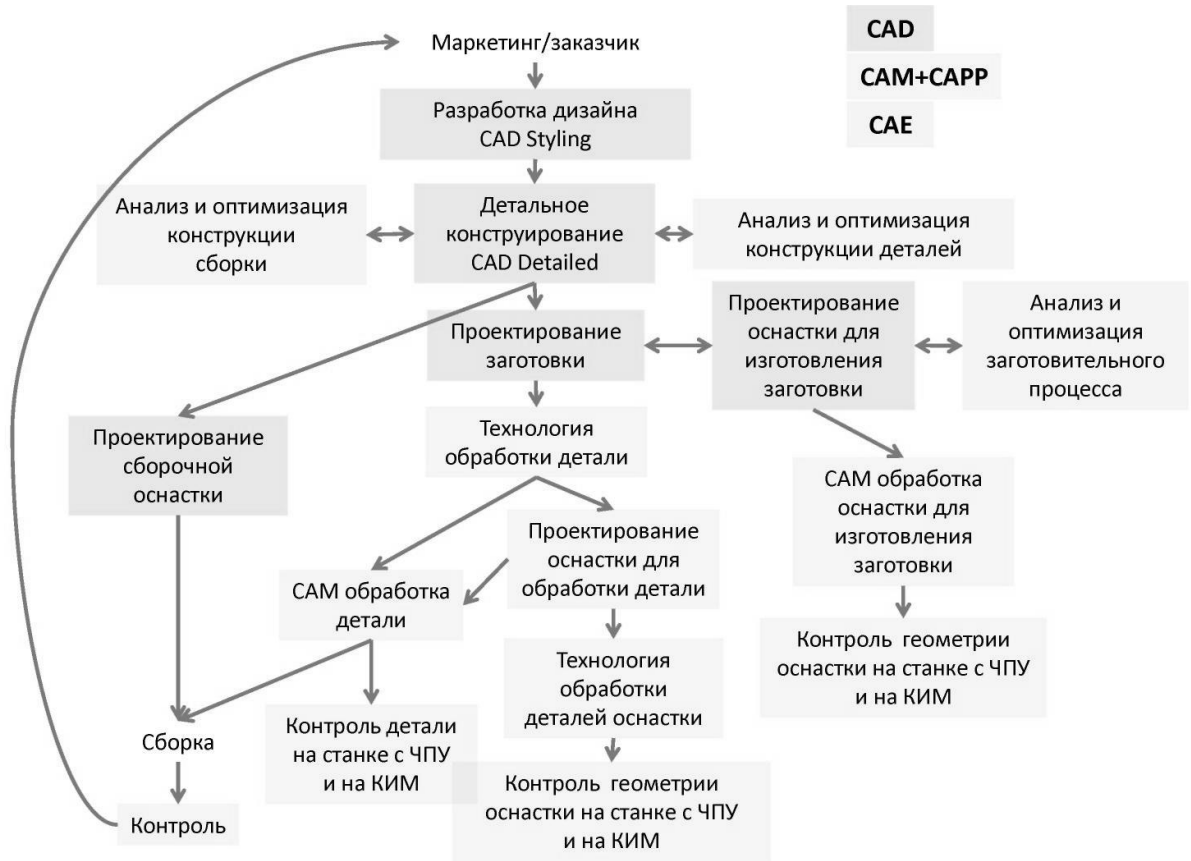 Маркетинг/заказчик
CAD
CAM+CAPP
CAE
Разработка дизайна
CAD Styling
Анализ и оптимизация
конструкции
сборки
Детальное
конструирование
CAD Detailed
Анализ и оптимизация
конструкции деталей
Проектирование
заготовки
Проектирование
оснастки для
изготовления
заготовки
Анализ и
оптимизация
заготовительного
процесса
Проектирование
сборочной
оснастки
Технология
обработки детали
САМ обработка
оснастки для
изготовления
заготовки
Проектирование
оснастки для
обработки детали
САМ обработка
детали
Контроль геометрии
оснастки на станке с ЧПУ
и на КИМ
Технология
обработки
деталей оснастки
Сборка
Контроль детали
на станке с ЧПУ
и на КИМ
Контроль геометрии
оснастки на станке с ЧПУ
и на КИМ
Контроль